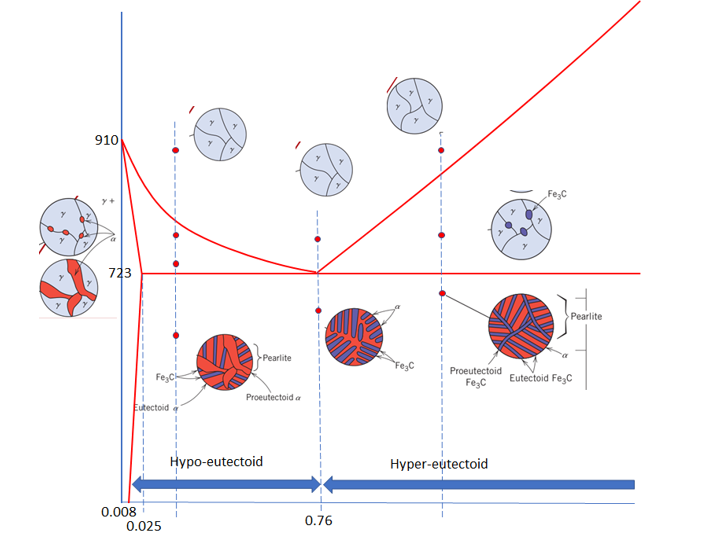 γ
γ
γ
γ
γ
γ
γ
γ
γ
910
γ
γ
γ
γ +
Fe₃C
γ
γ
γ
γ
γ
γ
α
γ
γ
γ
γ
723
γ
γ
α
Pearlite
Pearlite
α
Fe₃C
Proeutectoid
Fe₃C
Eutectoid Fe₃C
Fe₃C
Eutectoid α
Proeutectoid α
Hypo-eutectoid
Hyper-eutectoid
0.008
0.025
0.76